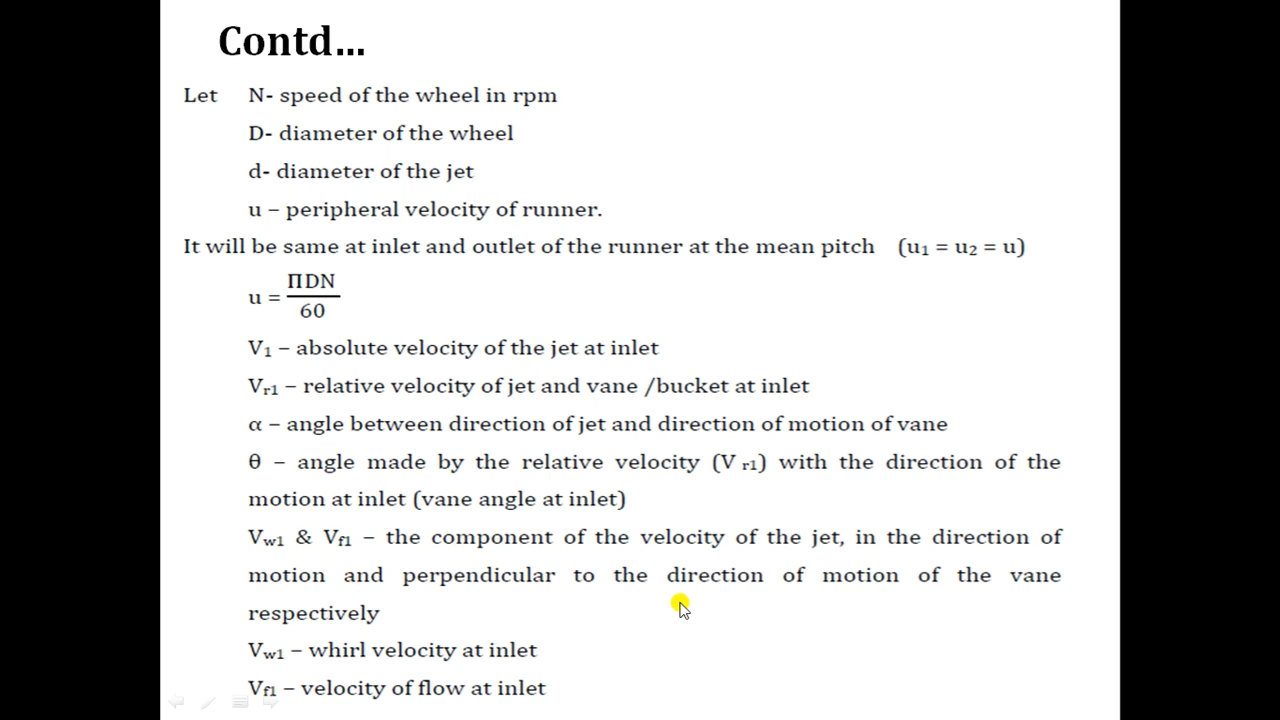 Contd...
Let N- speed of the wheel in rpm
D- diameter of the wheel
d- diameter of the jet
u – peripheral velocity of runner.
It will be same at inlet and outlet of the runner at the mean pitch (u₁ = u₂ = u)
u = ΠDN / 60
V₁ – absolute velocity of the jet at inlet
Vr1 – relative velocity of jet and vane /bucket at inlet
α – angle between direction of jet and direction of motion of vane
θ – angle made by the relative velocity (V r1) with the direction of the
motion at inlet (vane angle at inlet)
Vw1 & Vf1 – the component of the velocity of the jet, in the direction of
motion and perpendicular to the direction of motion of the vane
respectively
Vw1 – whirl velocity at inlet
Vf1 – velocity of flow at inlet